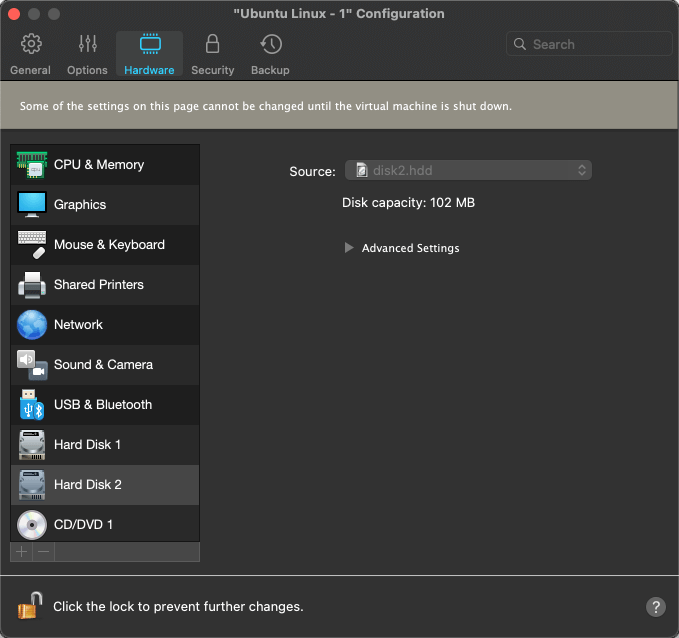 "Ubuntu Linux - 1" Configuration
General Options Hardware Security Backup
Search
Some of the settings on this page cannot be changed until the virtual machine is shut down.
CPU & Memory
Graphics
Mouse & Keyboard
Shared Printers
Network
Sound & Camera
USB & Bluetooth
Hard Disk 1
Hard Disk 2
CD/DVD 1
Source: disk2.hdd
Disk capacity: 102 MB
Advanced Settings
Click the lock to prevent further changes.
?